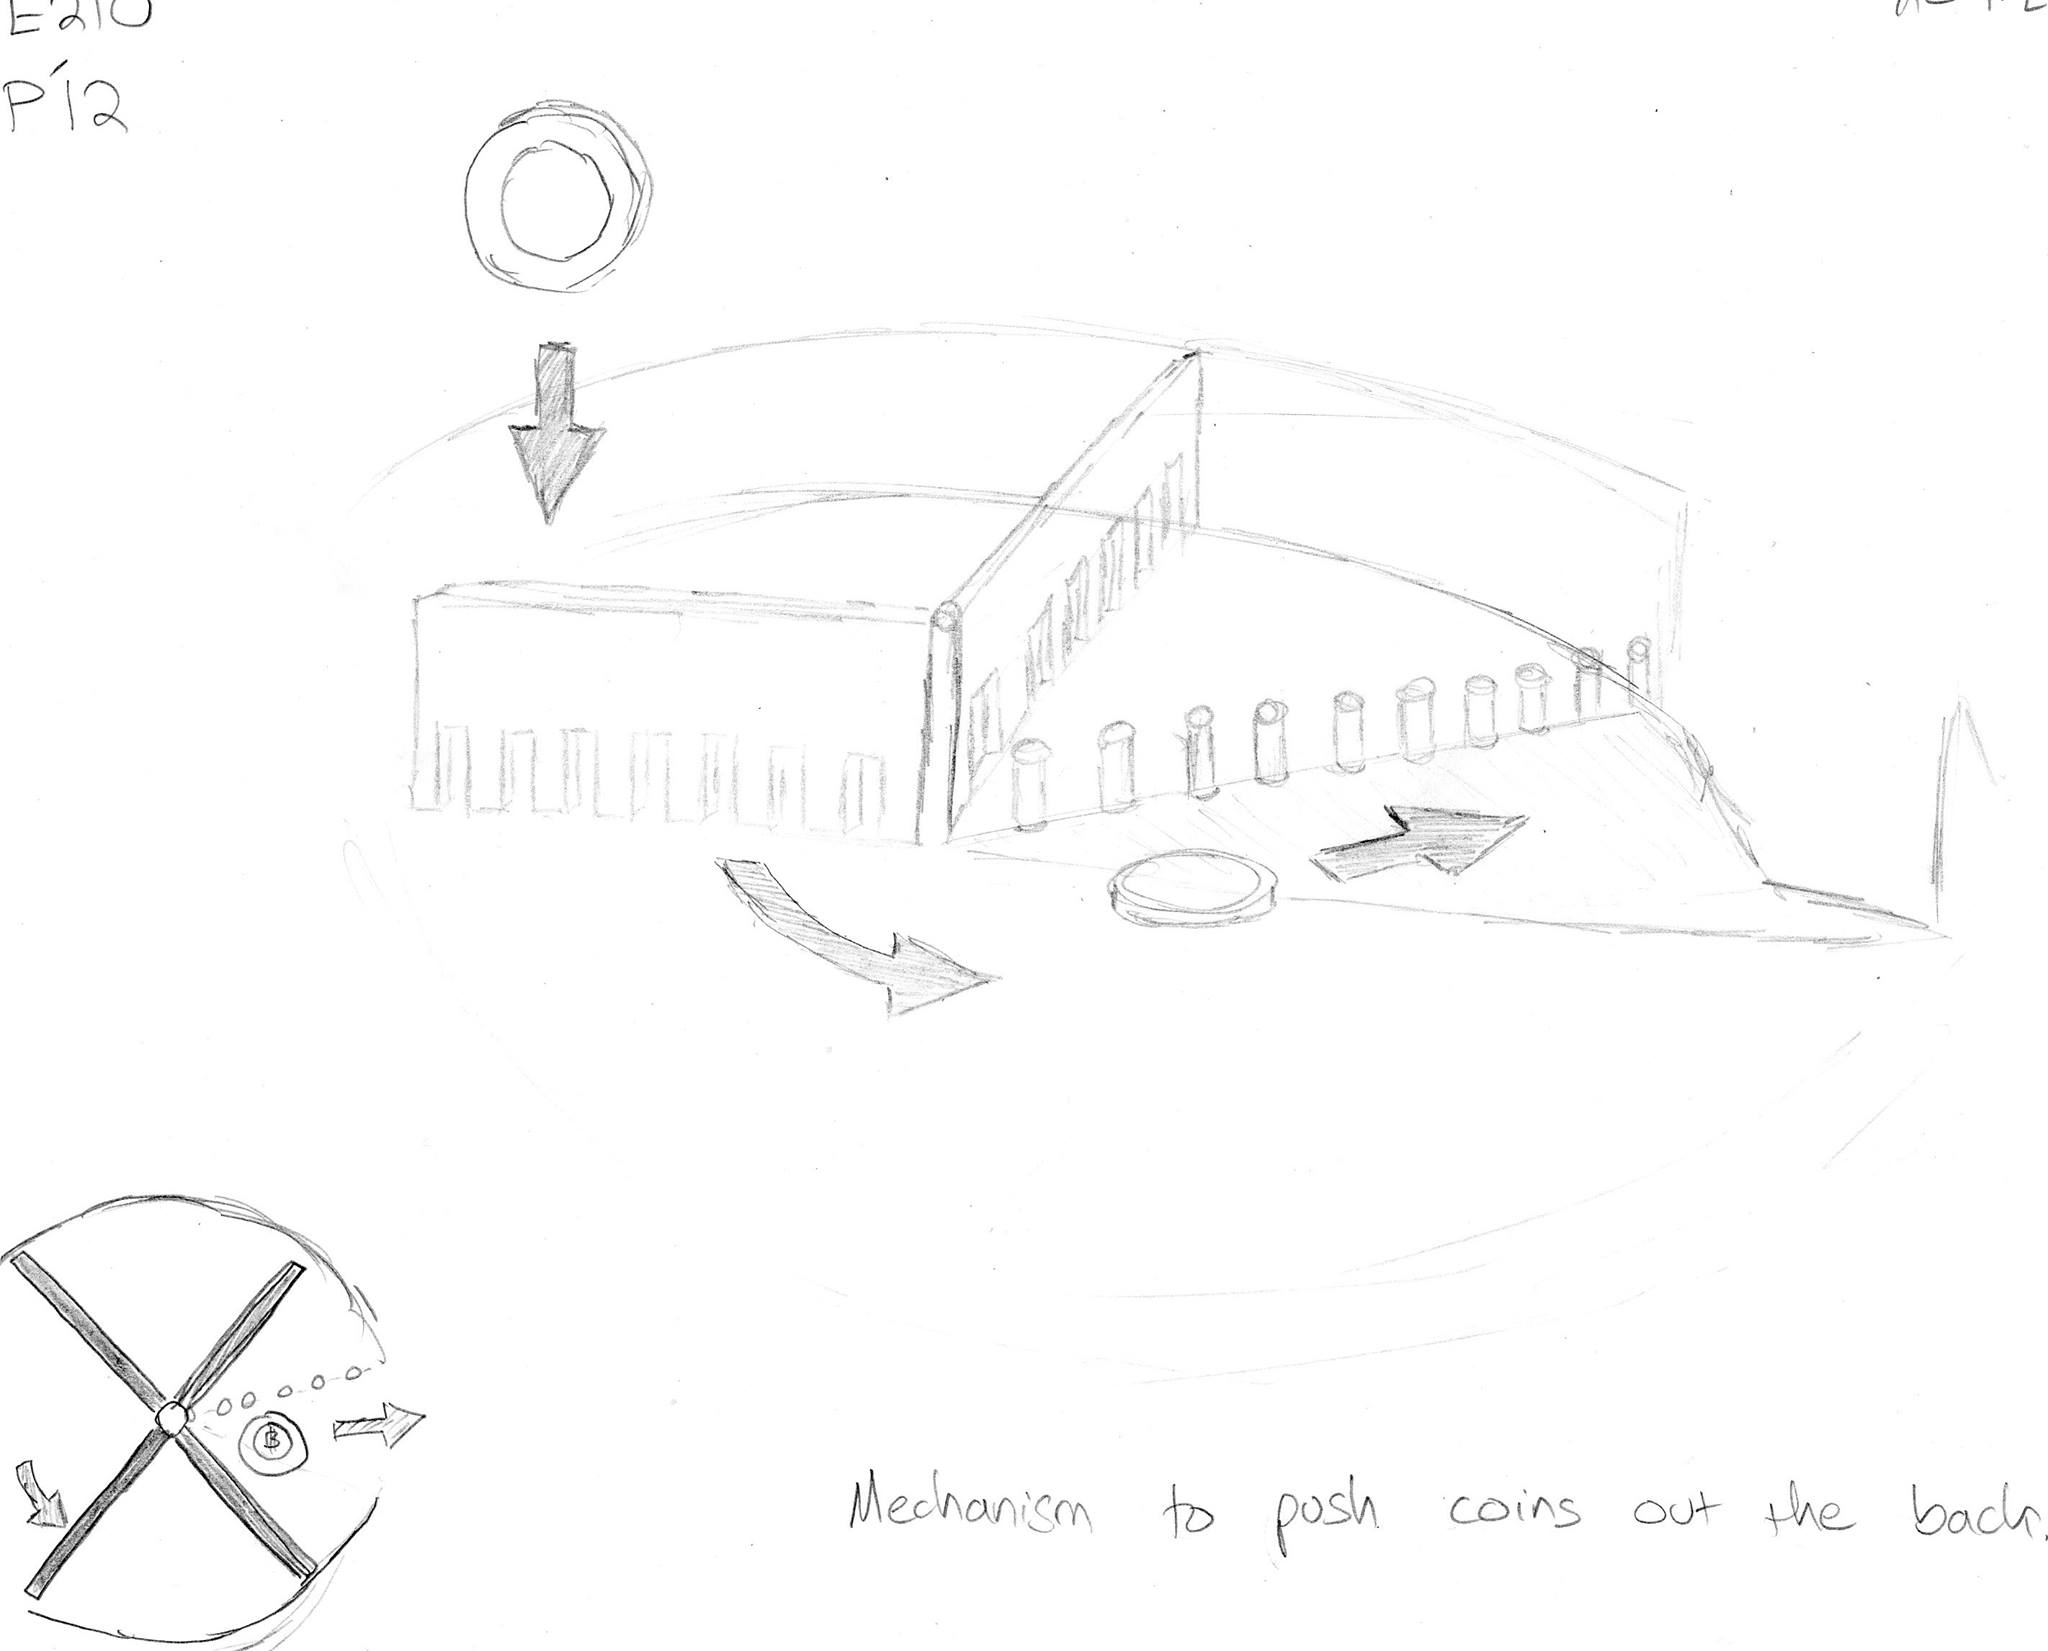 E210
P'12
B
Mechanism to push coins out the back.